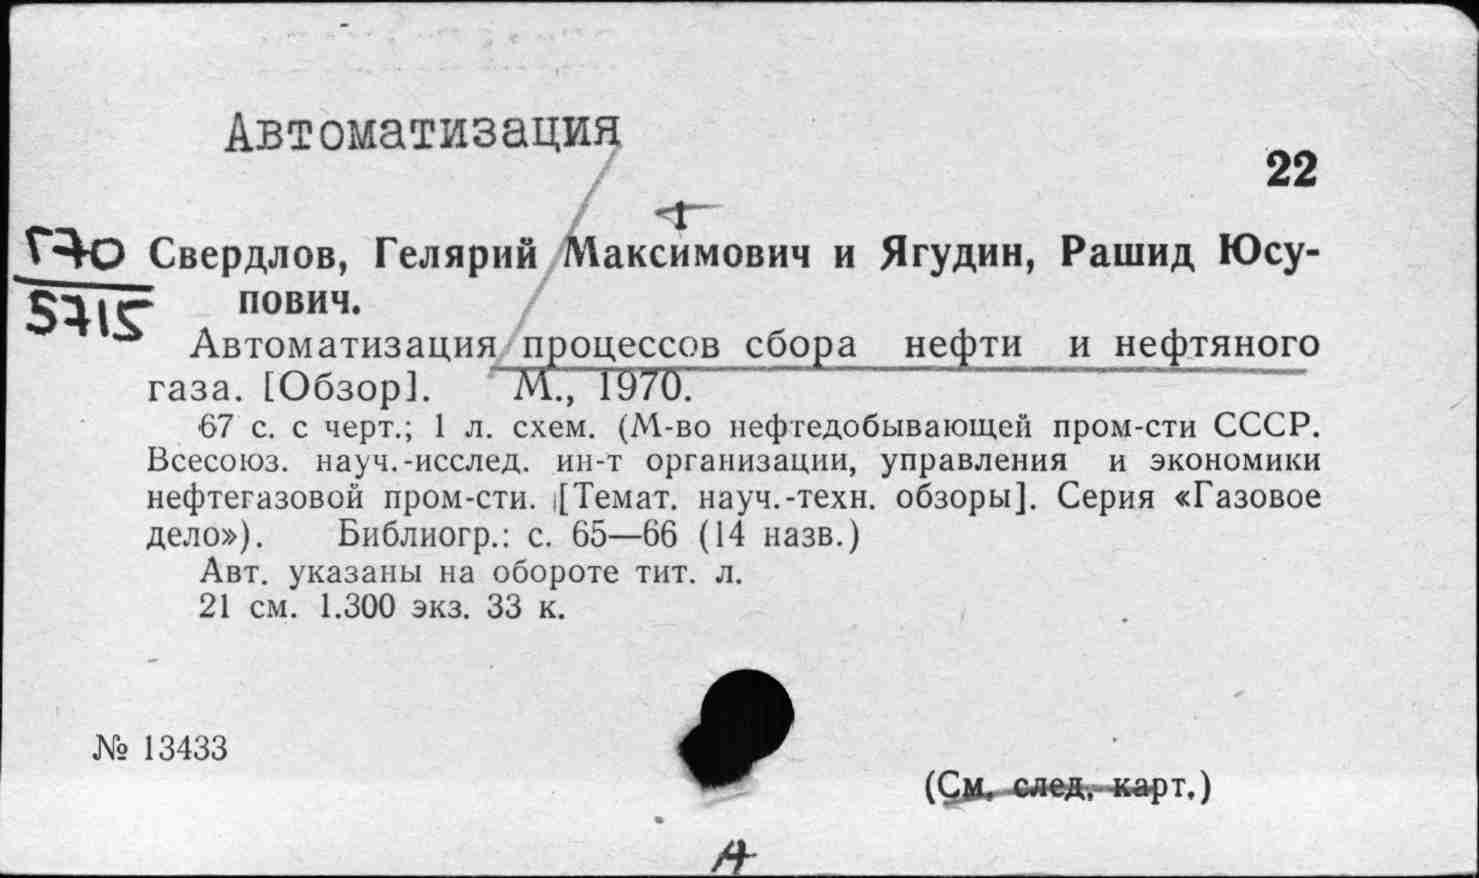 Автоматизация
22
Г70 Свердлов, Гелярий Максимович и Ягудин, Рашид Юсу-
5715 пович.
Автоматизация процессов сбора нефти и нефтяного
газа. [Обзор]. М., 1970.
67 с. с черт.; 1 л. схем. (М-во нефтедобывающей пром-сти СССР.
Всесоюз. науч.-исслед. ин-т организации, управления и экономики
нефтегазовой пром-сти. [Темат. науч.-техн. обзоры]. Серия «Газовое
дело»). Библиогр.: с. 65—66 (14 назв.)
Авт. указаны на обороте тит. л.
21 см. 1.300 экз. 33 к.
№ 13433
(См. след. карт.)
А